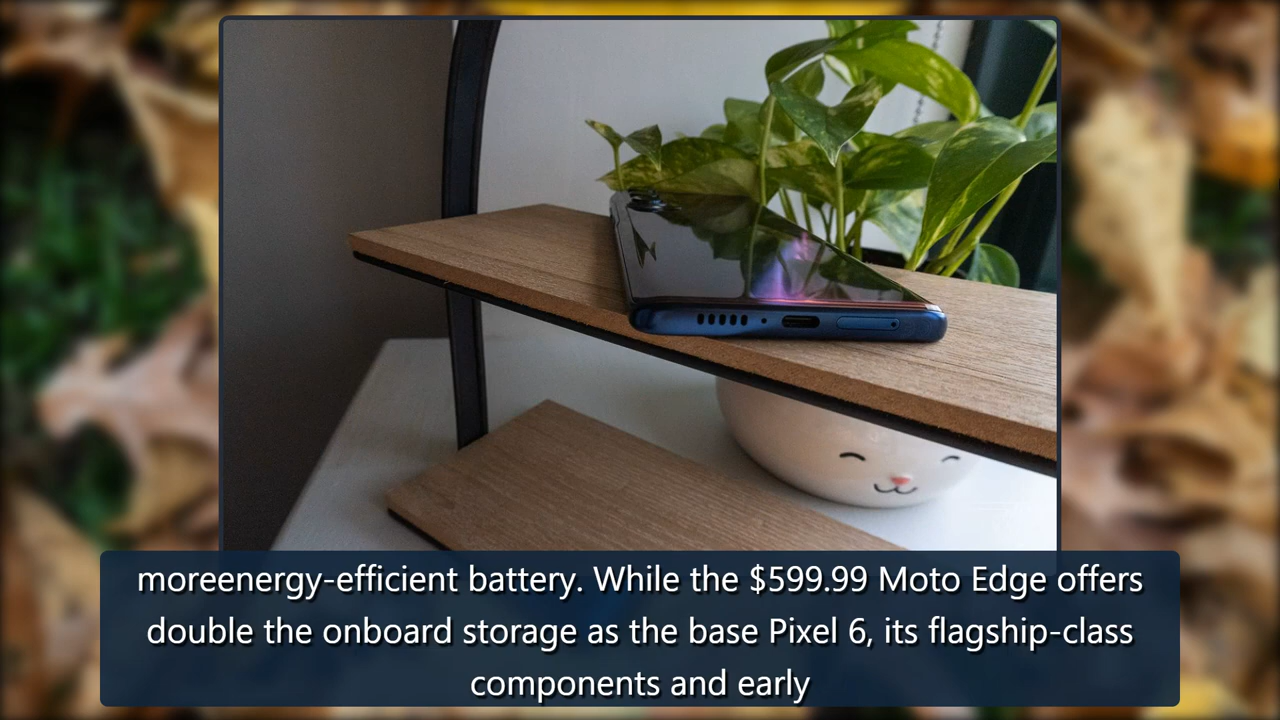 moreenergy-efficient battery. While the $599.99 Moto Edge offers
double the onboard storage as the base Pixel 6, its flagship-class
components and early